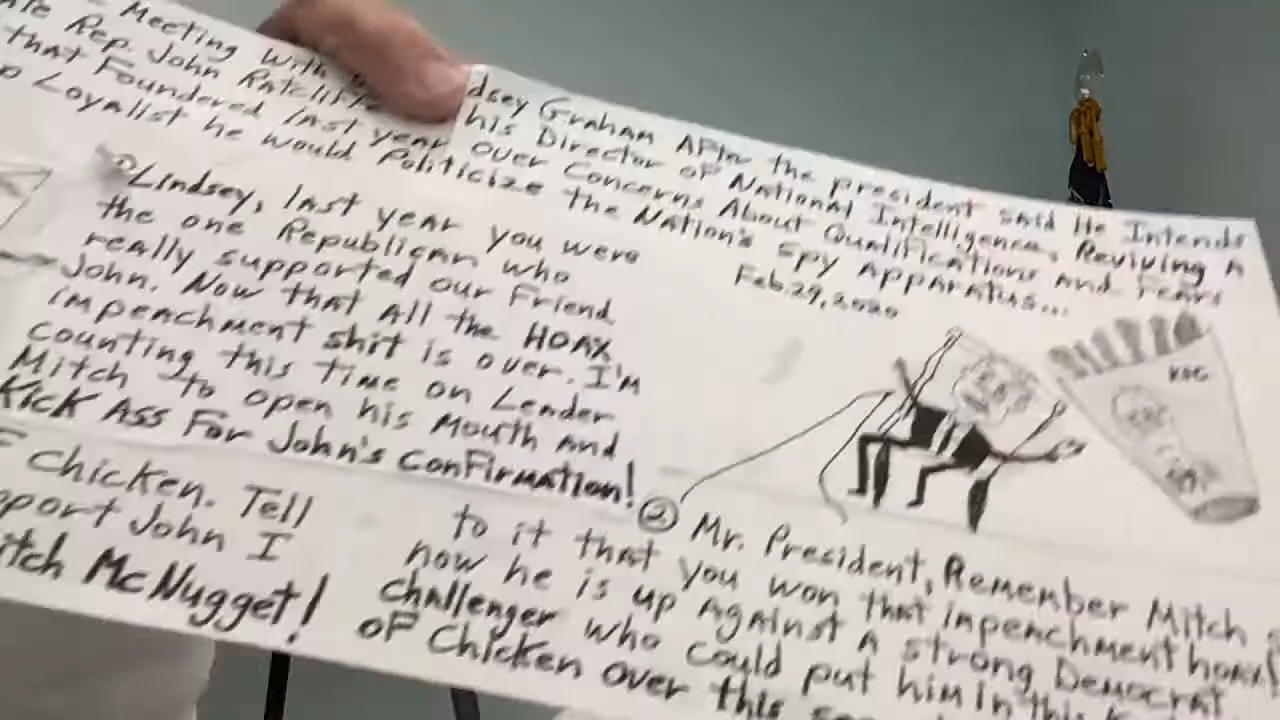 Meeting With dsey Graham AFter the president said He Intends
Rep. John Ratcliffe his Director of National Intelligence, Reviving A
that Foundered last year over Concerns About Qualifications and Fears
Loyalist he would Politicize the Nation's Spy Apparatus...
Feb. 29, 2020
Lindsey, last year you were
the one Republican who
really supported our Friend
John. Now that All the HOAX
impeachment shit is over. I'm
counting this time on Leader
Mitch to open his Mouth and
Kick Ass For John's ConFirmation!
KFC
② Mr. President, Remember Mitch
to it that you won that impeachment hoax!
now he is up Against A strong Democrat
challenger who could put him in this
OF Chicken over this
Chicken. Tell
port John I
itch McNugget!